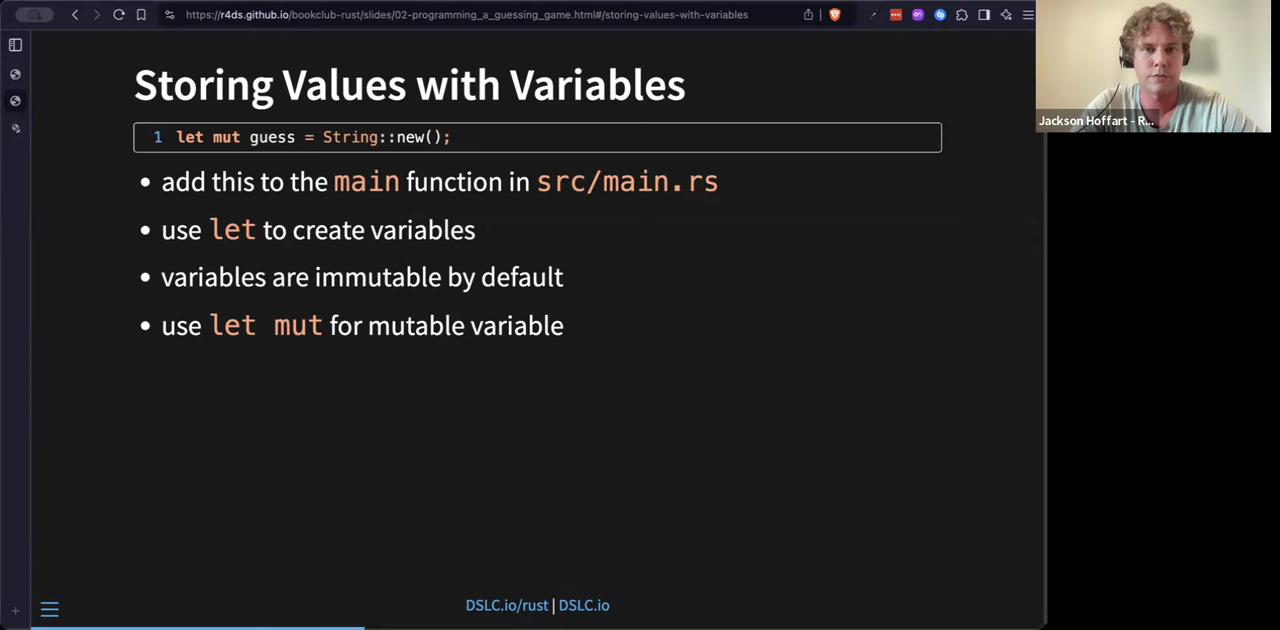 https://r4ds.github.io/bookclub-rust/slides/02-programming_a_guessing_game.html#/storing-values-with-variables
Storing Values with Variables
1 let mut guess = String::new();
• add this to the main function in src/main.rs
• use let to create variables
• variables are immutable by default
• use let mut for mutable variable
DSLC.io/rust | DSLC.io
Jackson Hoffart - R...